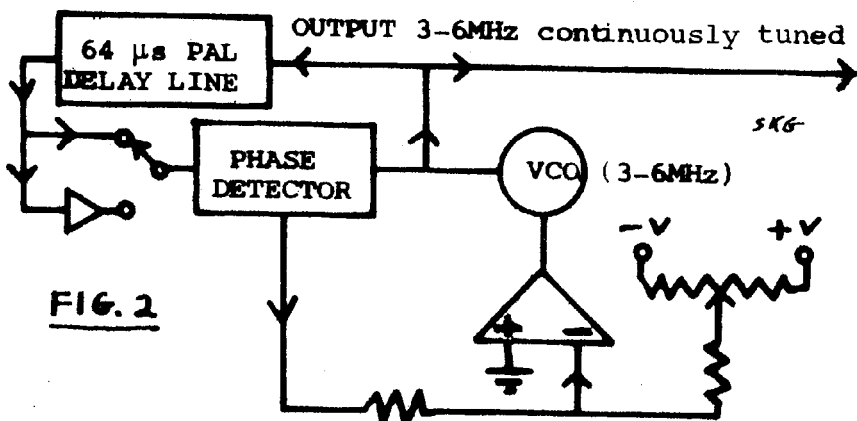 OUTPUT 3-6MHz continuously tuned
64 µs PAL
DELAY LINE
SKG
PHASE
DETECTOR
VCO (3-6MHz)
-V
+V
FIG. 2
+
-